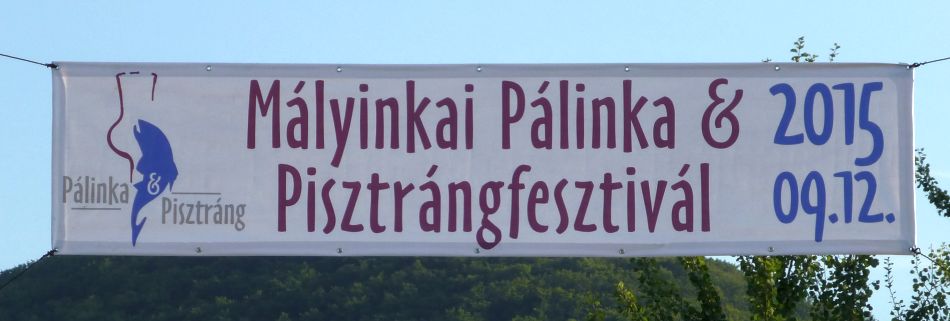 Pálinka
&
Pisztráng
Mályinkai Pálinka &
Pisztrángfesztivál
2015
09.12.